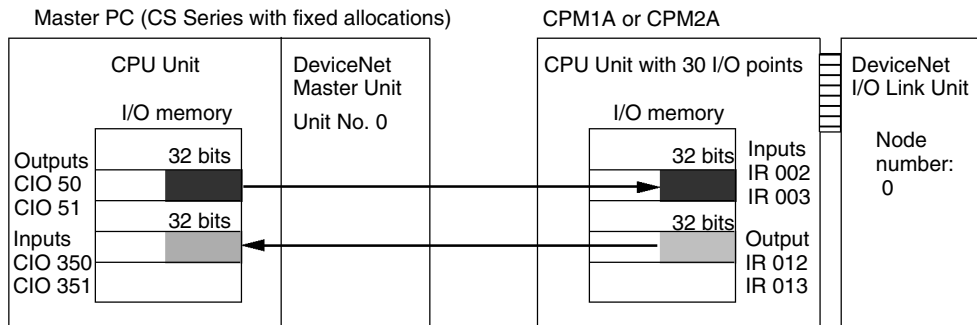 Master PC (CS Series with fixed allocations)
CPM1A or CPM2A
CPU Unit
DeviceNet
Master Unit
Unit No. 0
I/O memory
Outputs
CIO 50
CIO 51
32 bits
Inputs
CIO 350
CIO 351
32 bits
CPU Unit with 30 I/O points
I/O memory
32 bits
Inputs
IR 002
IR 003
32 bits
Output
IR 012
IR 013
DeviceNet
I/O Link Unit
Node
number:
0